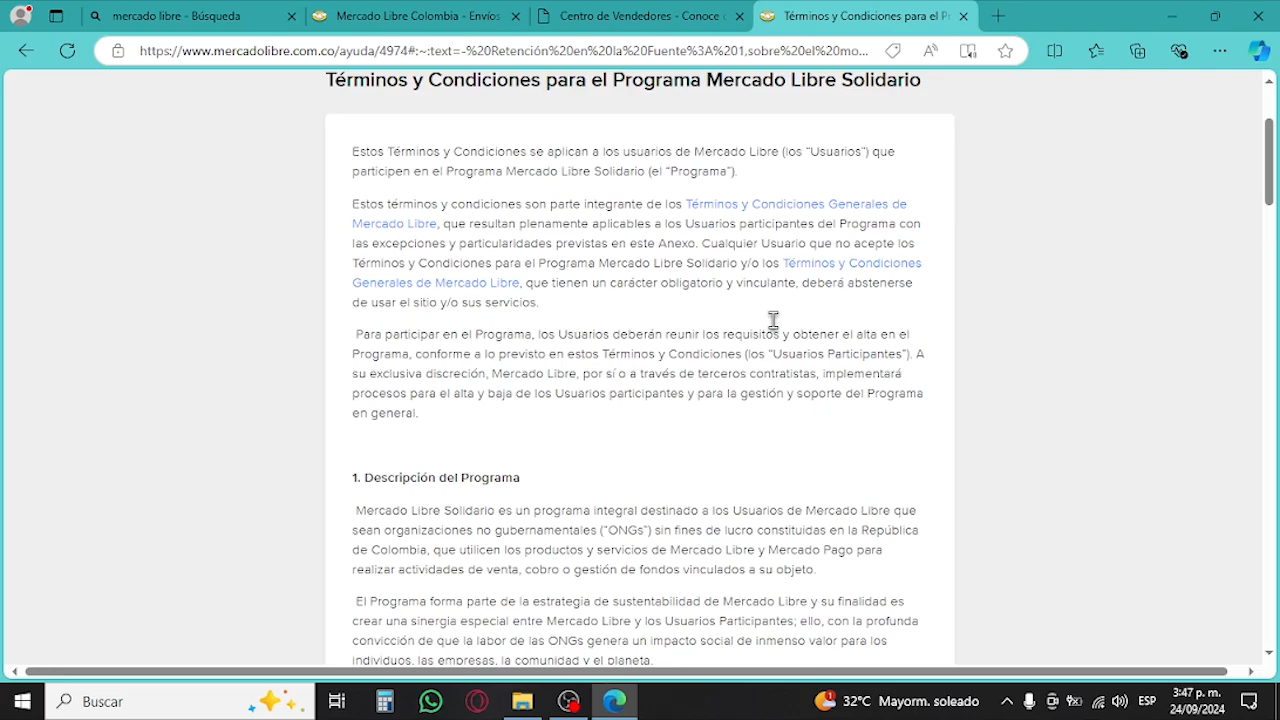 mercado libre - Búsqueda
Mercado Libre Colombia - Envíos
Centro de Vendedores - Conoce
Términos y Condiciones para el Pr
https://www.mercadolibre.com.co/ayuda/4974#:~:text=-%20Retención%20en%20la%20Fuente%3A%201,sobre%20el%20mo...
Términos y Condiciones para el Programa Mercado Libre Solidario
Estos Términos y Condiciones se aplican a los usuarios de Mercado Libre (los “Usuarios”) que
participen en el Programa Mercado Libre Solidario (el “Programa”).
Estos términos y condiciones son parte integrante de los Términos y Condiciones Generales de
Mercado Libre, que resultan plenamente aplicables a los Usuarios participantes del Programa con
las excepciones y particularidades previstas en este Anexo. Cualquier Usuario que no acepte los
Términos y Condiciones para el Programa Mercado Libre Solidario y/o los Términos y Condiciones
Generales de Mercado Libre, que tienen un carácter obligatorio y vinculante, deberá abstenerse
de usar el sitio y/o sus servicios.
Para participar en el Programa, los Usuarios deberán reunir los requisitos y obtener el alta en el
Programa, conforme a lo previsto en estos Términos y Condiciones (los “Usuarios Participantes”). A
su exclusiva discreción, Mercado Libre, por sí o a través de terceros contratistas, implementará
procesos para el alta y baja de los Usuarios participantes y para la gestión y soporte del Programa
en general.
1. Descripción del Programa
Mercado Libre Solidario es un programa integral destinado a los Usuarios de Mercado Libre que
sean organizaciones no gubernamentales (“ONGs”) sin fines de lucro constituidas en la República
de Colombia, que utilicen los productos y servicios de Mercado Libre y Mercado Pago para
realizar actividades de venta, cobro o gestión de fondos vinculados a su objeto.
El Programa forma parte de la estrategia de sustentabilidad de Mercado Libre y su finalidad es
crear una sinergia especial entre Mercado Libre y los Usuarios Participantes; ello, con la profunda
convicción de que la labor de las ONGs genera un impacto social de inmenso valor para los
individuos, las empresas, la comunidad y el planeta.
Buscar
1
32°C Mayorm. soleado
ESP
3:47 p. m.
24/09/2024